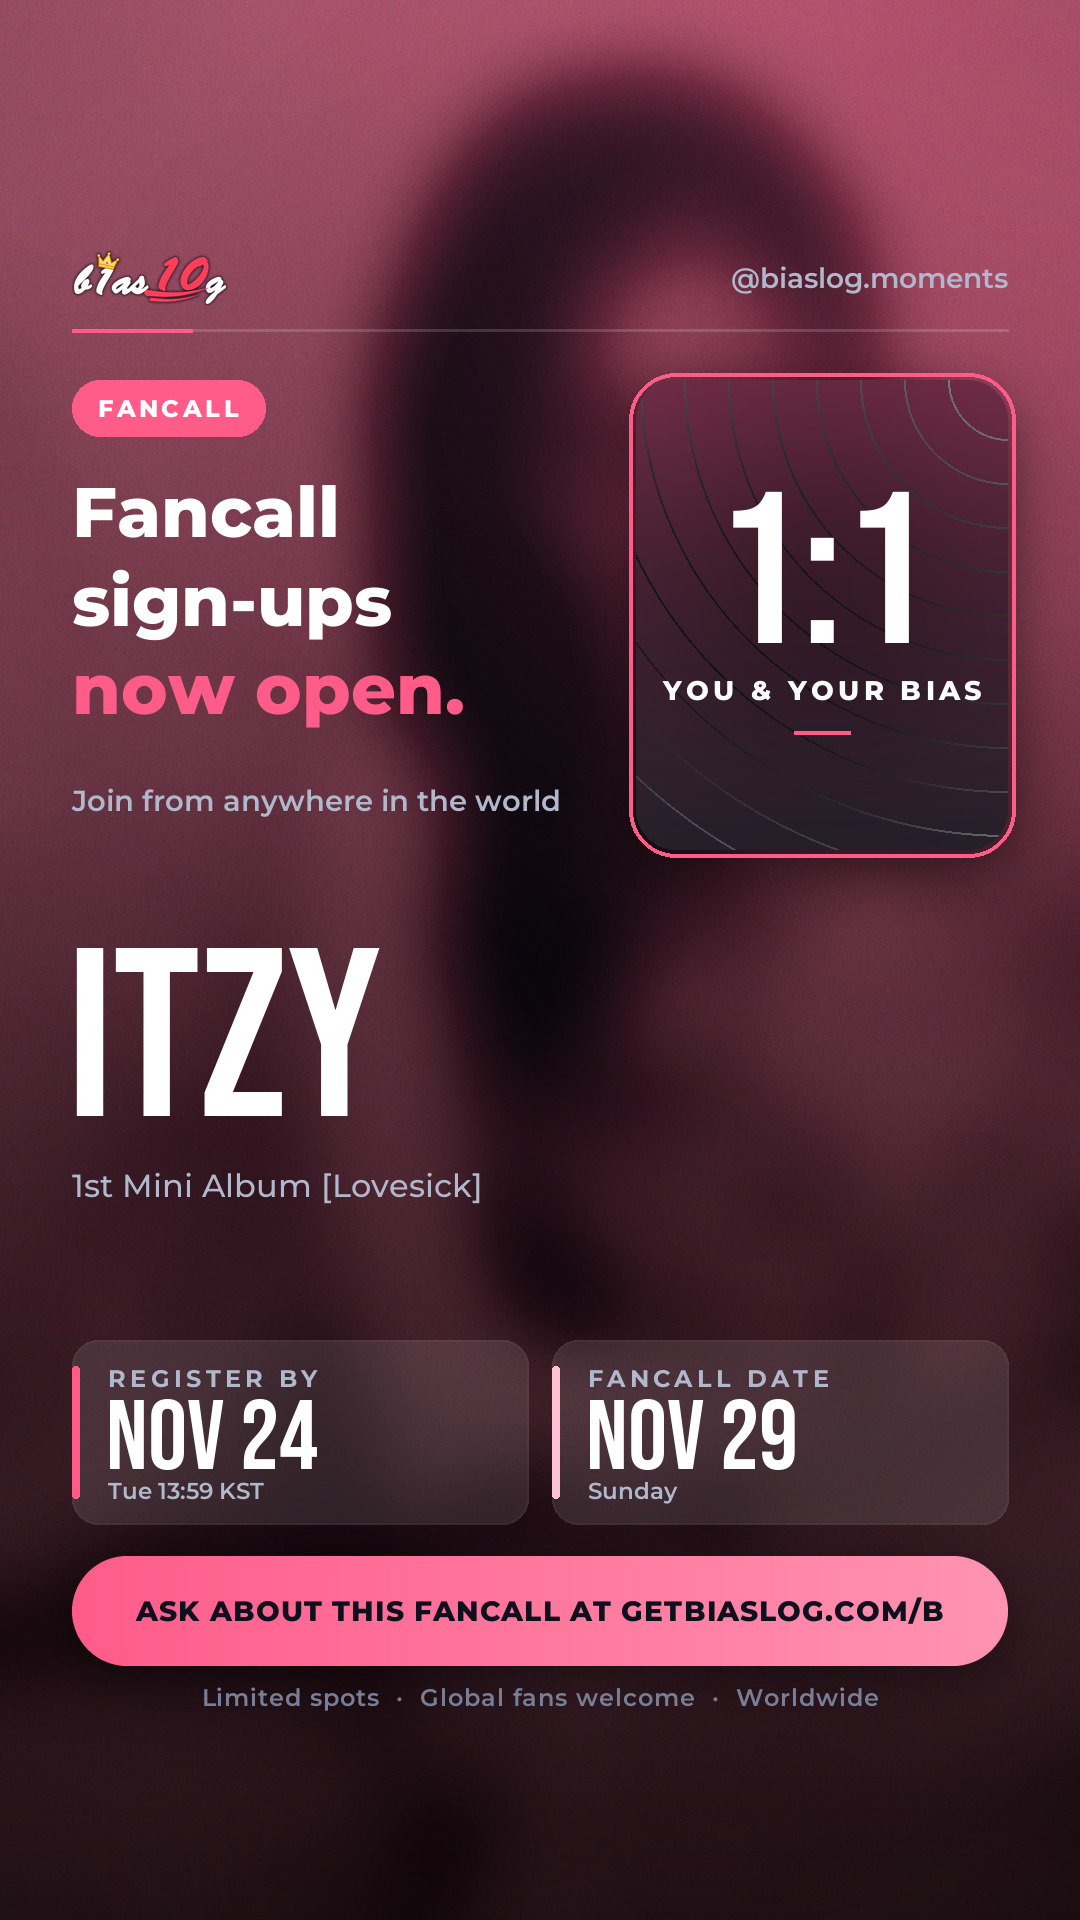 b1as10g
@biaslog.moments
FANCALL
Fancall
sign-ups
now open.
Join from anywhere in the world
1:1
YOU & YOUR BIAS
ITZY
1st Mini Album [Lovesick]
REGISTER BY
NOV 24
Tue 13:59 KST
FANCALL DATE
NOV 29
Sunday
ASK ABOUT THIS FANCALL AT GETBIASLOG.COM/B
Limited spots · Global fans welcome · Worldwide